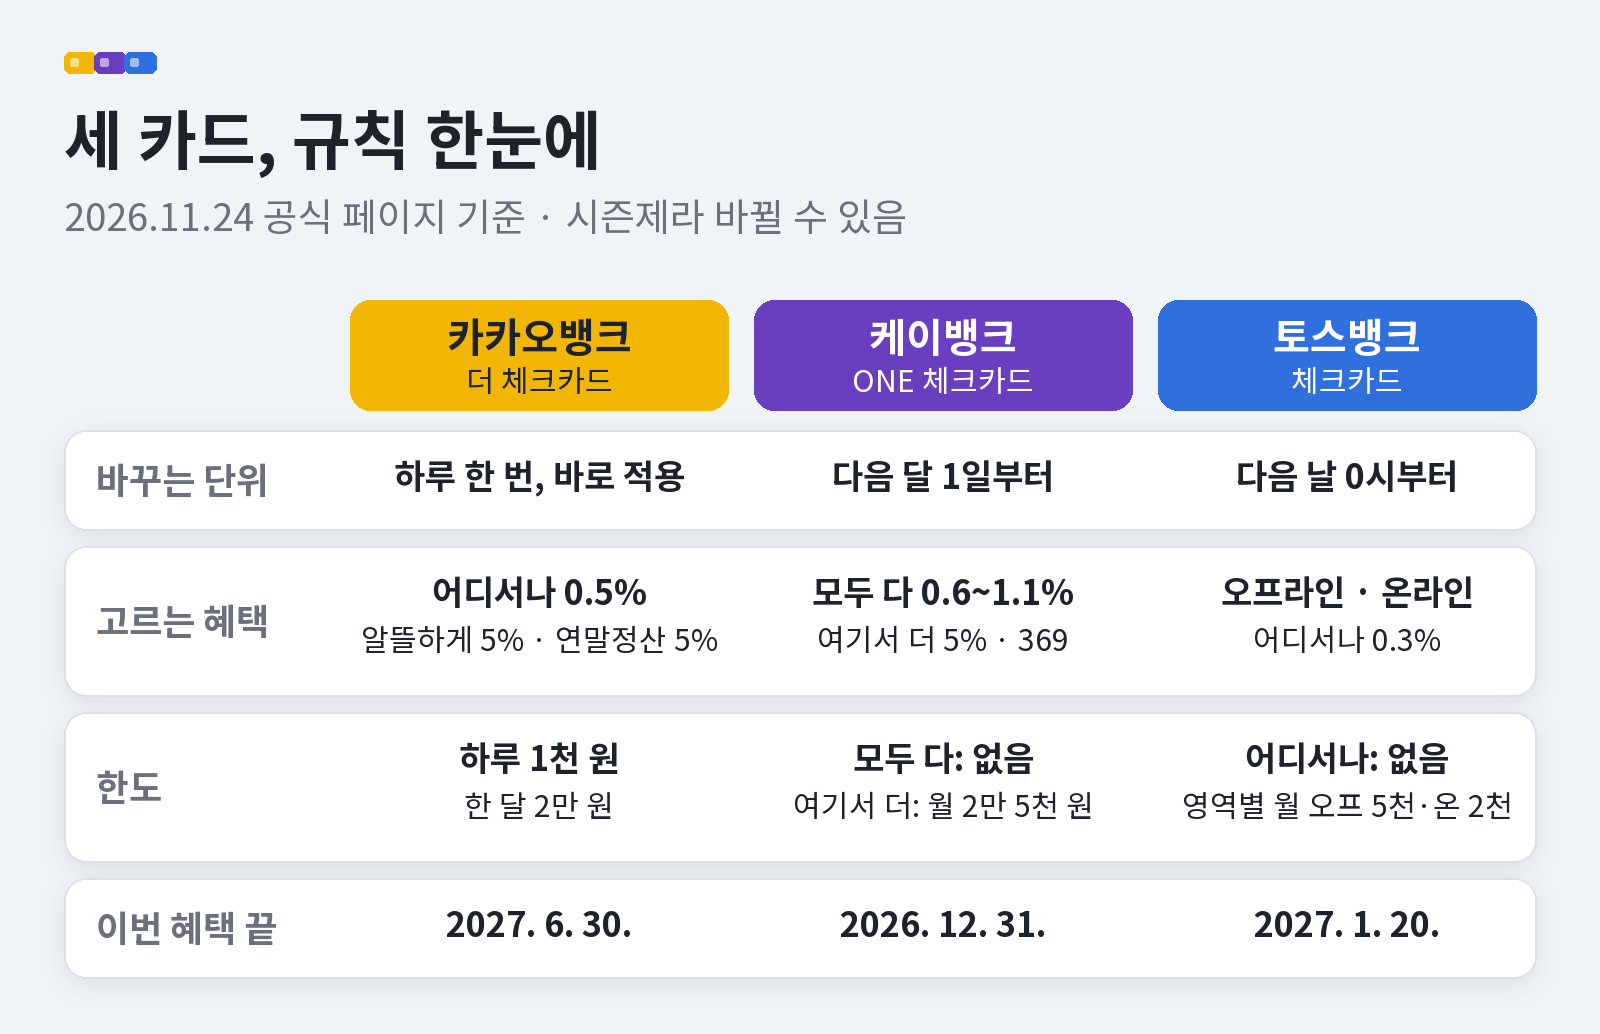 세 카드, 규칙 한눈에
2026.11.24 공식 페이지 기준 · 시즌제라 바뀔 수 있음
카카오뱅크
더 체크카드
케이뱅크
ONE 체크카드
토스뱅크
체크카드
바꾸는 단위
하루 한 번, 바로 적용
다음 달 1일부터
다음 날 0시부터
고르는 혜택
어디서나 0.5%
알뜰하게 5% · 연말정산 5%
모두 다 0.6~1.1%
여기서 더 5% · 369
오프라인 · 온라인
어디서나 0.3%
한도
하루 1천 원
한 달 2만 원
모두 다: 없음
여기서 더: 월 2만 5천 원
어디서나: 없음
영역별 월 오프 5천·온 2천
이번 혜택 끝
2027. 6. 30.
2026. 12. 31.
2027. 1. 20.